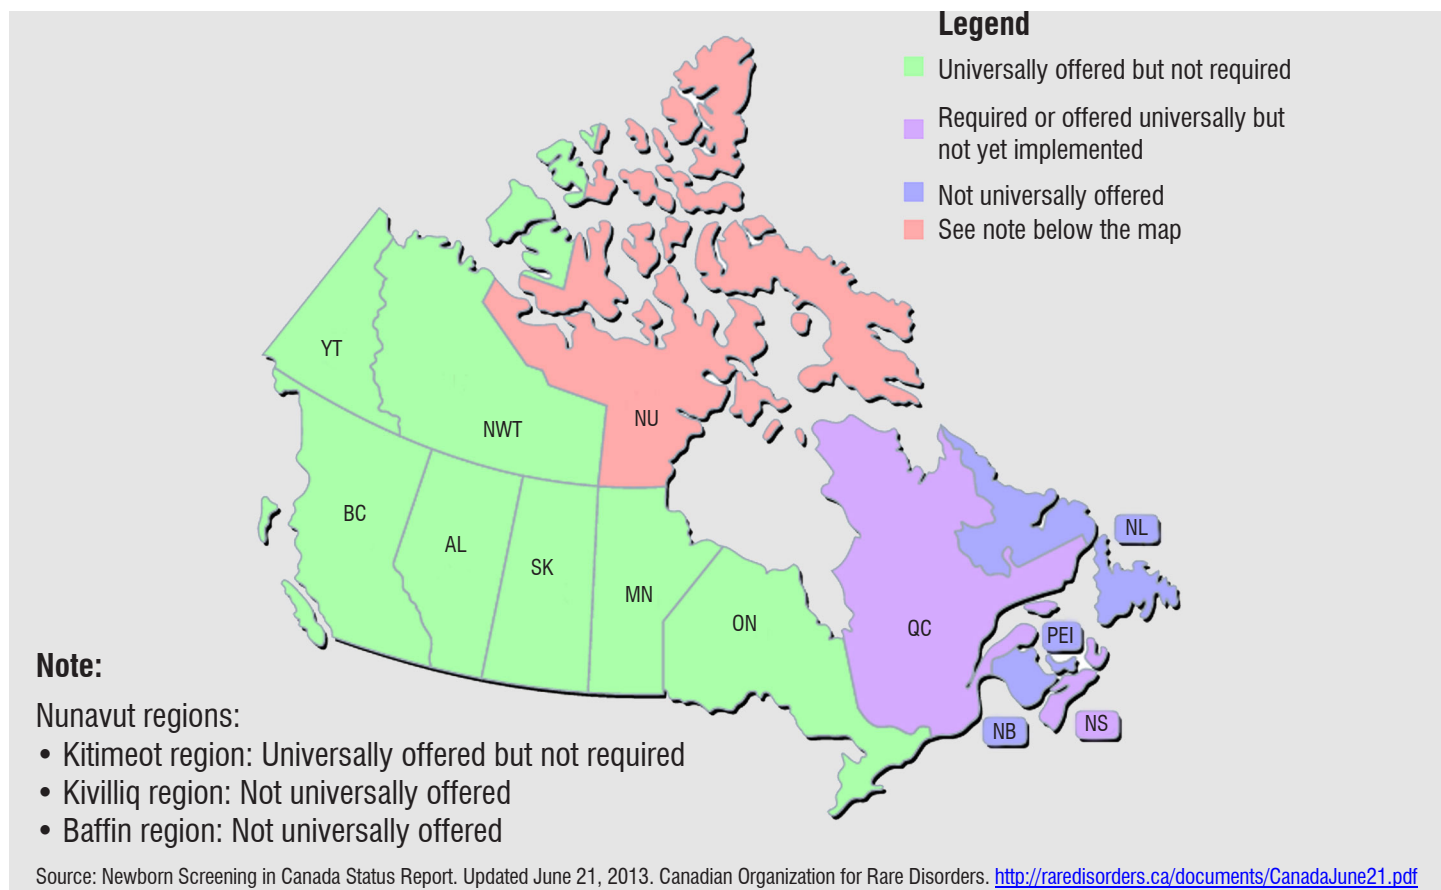 Legend
Universally offered but not required
Required or offered universally but
not yet implemented
Not universally offered
See note below the map
YT
NWT
NU
BC
AL
SK
MN
ON
QC
NL
PEI
NB
NS
Note:
Nunavut regions:
• Kitimeot region: Universally offered but not required
• Kivilliq region: Not universally offered
• Baffin region: Not universally offered
Source: Newborn Screening in Canada Status Report. Updated June 21, 2013. Canadian Organization for Rare Disorders. http://raredisorders.ca/documents/CanadaJune21.pdf